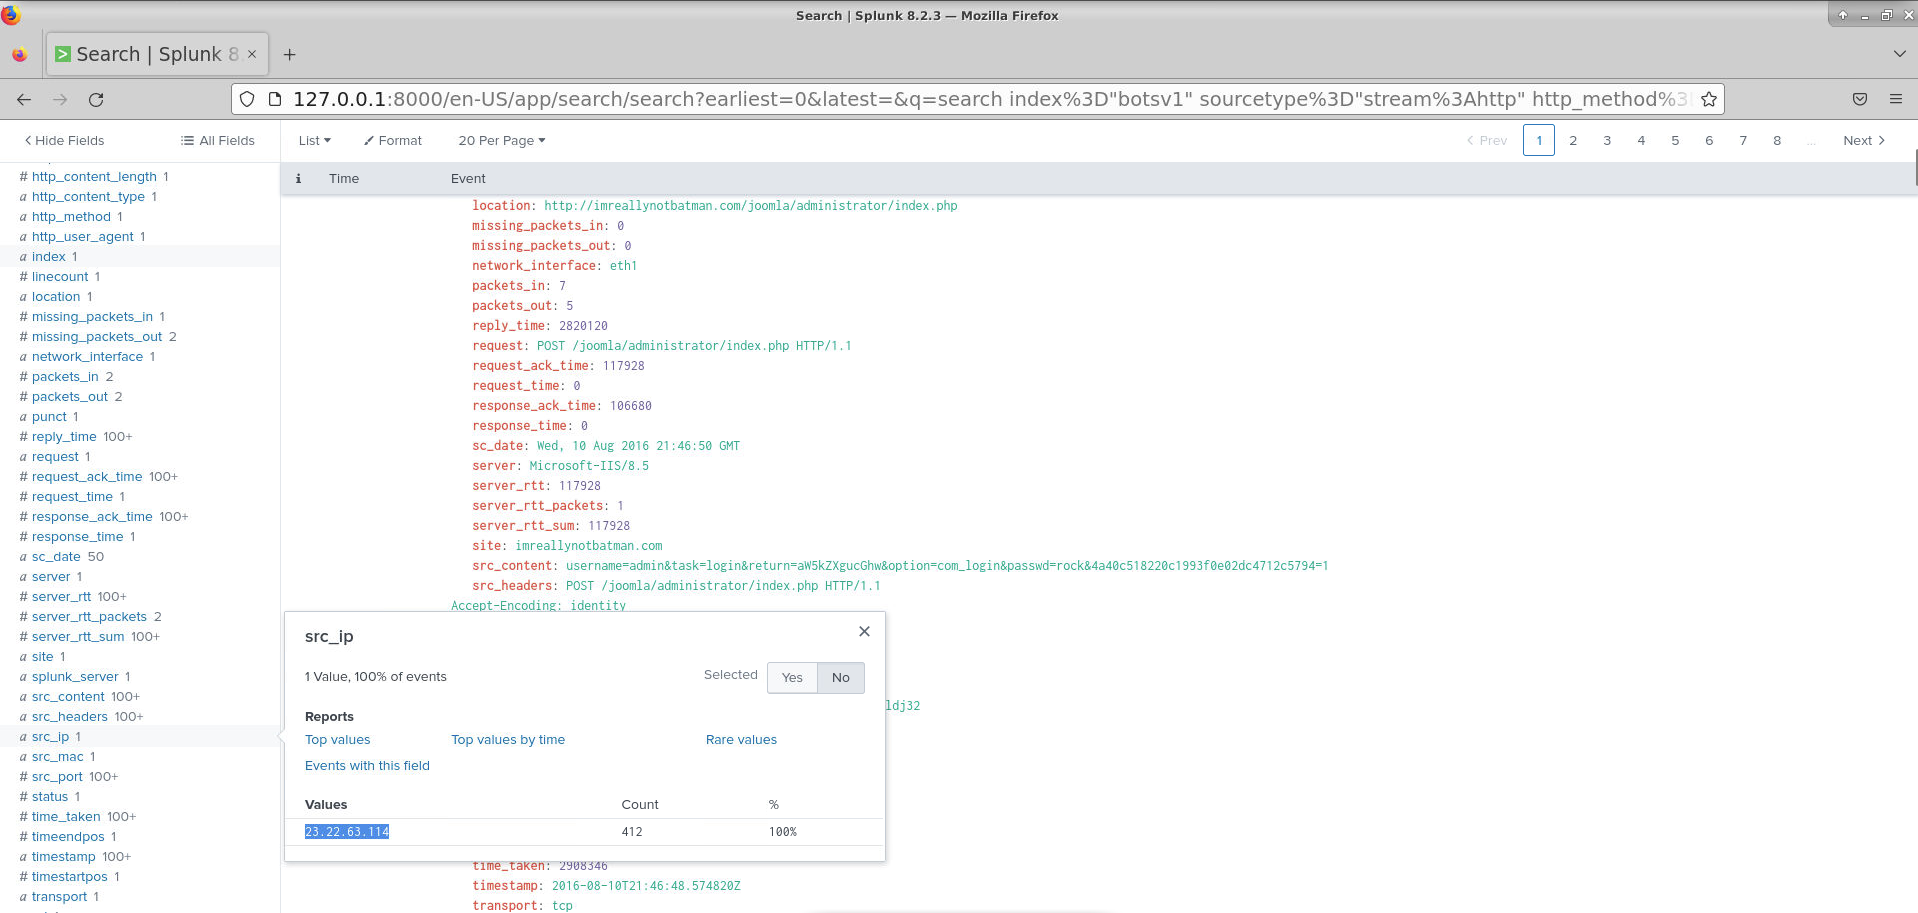 Search | Splunk 8.2.3 — Mozilla Firefox
Search | Splunk 8.
127.0.0.1:8000/en-US/app/search/search?earliest=0&latest=&q=search index%3D"botsv1" sourcetype%3D"stream%3Ahttp" http_method%3
Hide Fields
All Fields
List
Format
20 Per Page
Prev 1 2 3 4 5 6 7 8 ... Next
i Time Event
# http_content_length 1
a http_content_type 1
a http_method 1
a http_user_agent 1
a index 1
# linecount 1
a location 1
# missing_packets_in 1
# missing_packets_out 2
a network_interface 1
# packets_in 2
# packets_out 2
a punct 1
# reply_time 100+
a request 1
# request_ack_time 100+
# request_time 1
# response_ack_time 100+
# response_time 1
a sc_date 50
a server 1
# server_rtt 100+
# server_rtt_packets 2
# server_rtt_sum 100+
a site 1
a splunk_server 1
a src_content 100+
a src_headers 100+
a src_ip 1
a src_mac 1
# src_port 100+
# status 1
# time_taken 100+
# timeendpos 1
a timestamp 100+
# timestartpos 1
a transport 1
location: http://imreallynotbatman.com/joomla/administrator/index.php
missing_packets_in: 0
missing_packets_out: 0
network_interface: eth1
packets_in: 7
packets_out: 5
reply_time: 2820120
request: POST /joomla/administrator/index.php HTTP/1.1
request_ack_time: 117928
request_time: 0
response_ack_time: 106680
response_time: 0
sc_date: Wed, 10 Aug 2016 21:46:50 GMT
server: Microsoft-IIS/8.5
server_rtt: 117928
server_rtt_packets: 1
server_rtt_sum: 117928
site: imreallynotbatman.com
src_content: username=admin&task=login&return=aW5kZXgucGhw&option=com_login&passwd=rock&4a40c518220c1993f0e02dc4712c5794=1
src_headers: POST /joomla/administrator/index.php HTTP/1.1
Accept-Encoding: identity
ldj32
src_ip
1 Value, 100% of events
Selected Yes No
Reports
Top values Top values by time Rare values
Events with this field
Values Count %
23.22.63.114 412 100%
time_taken: 2908346
timestamp: 2016-08-10T21:46:48.574820Z
transport: tcp